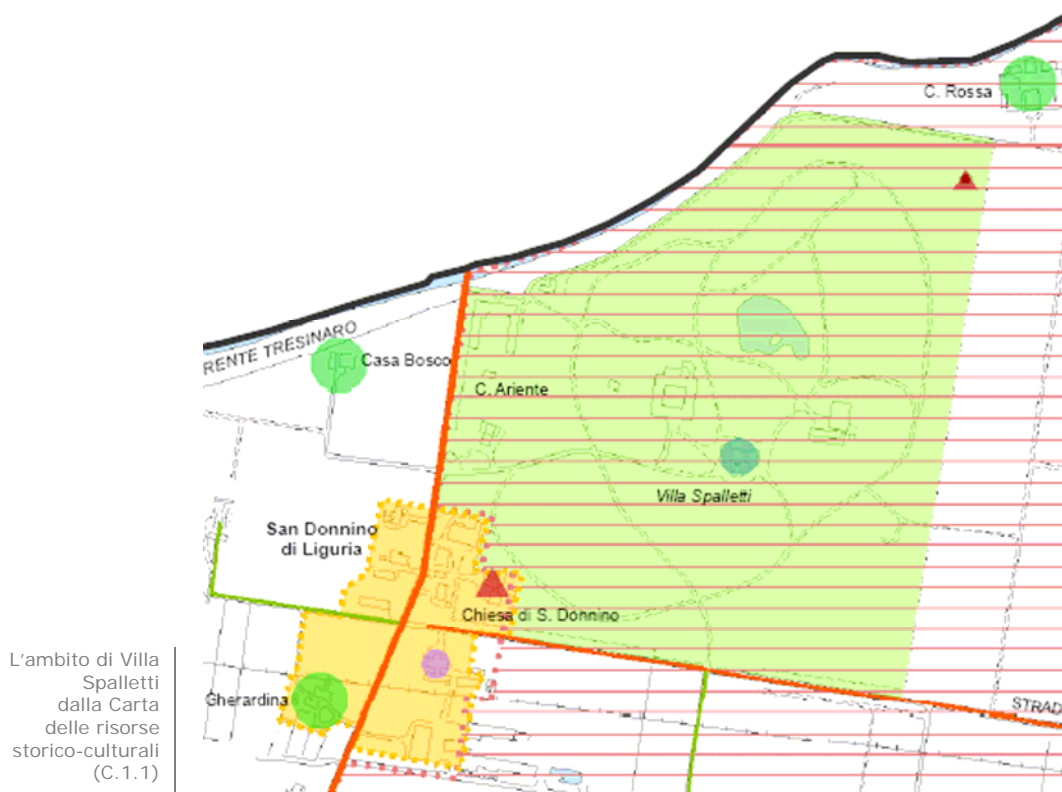 C. Rossa
RENTE TRESINARO
Casa Bosco
C. Ariente
Villa Spalletti
San Donnino
di Liguria
Chiesa di S. Donnino
Gherardina
STRAD
L'ambito di Villa
Spalletti
dalla Carta
delle risorse
storico-culturali
(C.1.1)